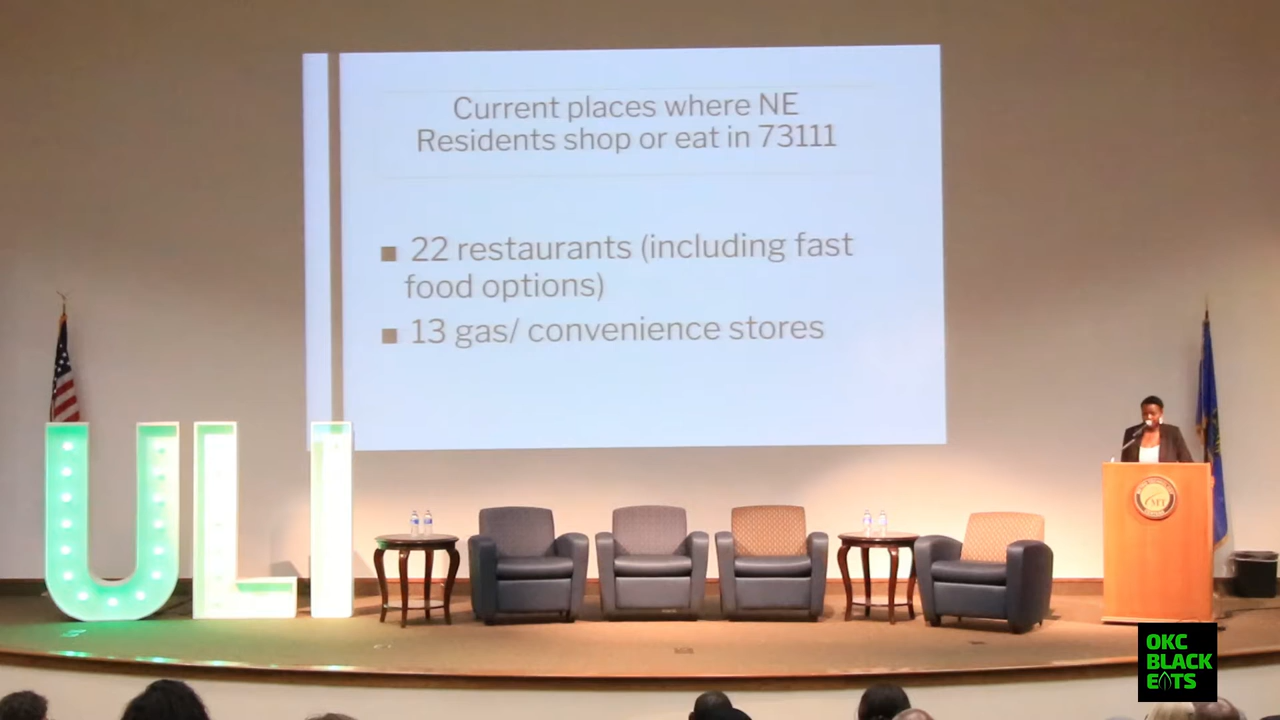 Current places where NE
Residents shop or eat in 73111
■ 22 restaurants (including fast
food options)
■ 13 gas/ convenience stores
ULI
OKC
BLACK
EATS